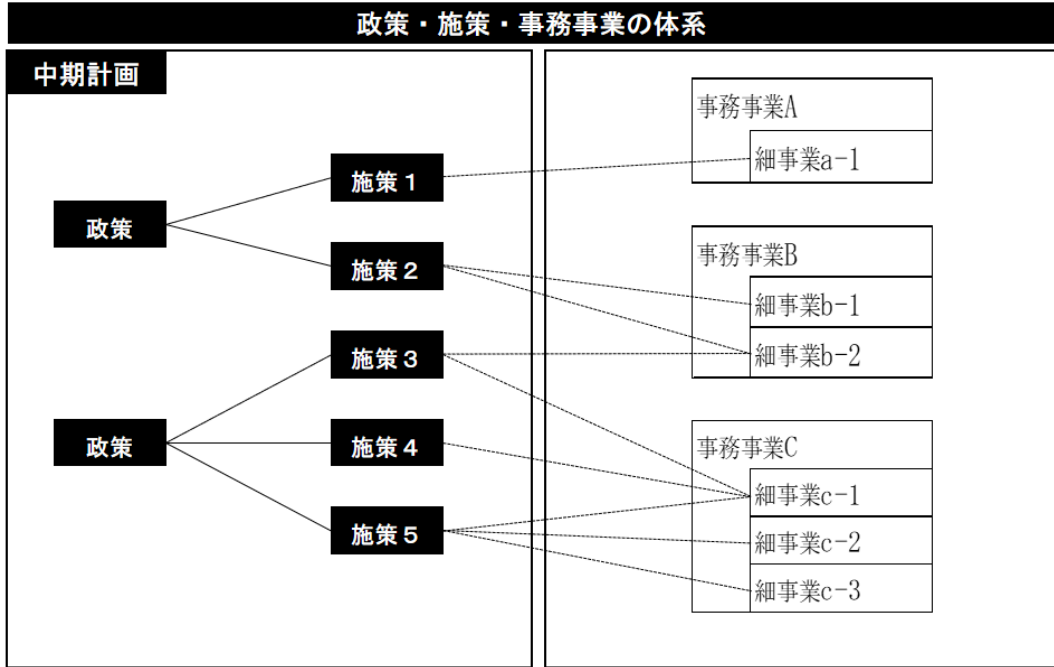 政策・施策・事務事業の体系
中期計画
政策
施策１
施策２
政策
施策３
施策４
施策５
事務事業A
細事業a-1
事務事業B
細事業b-1
細事業b-2
事務事業C
細事業c-1
細事業c-2
細事業c-3